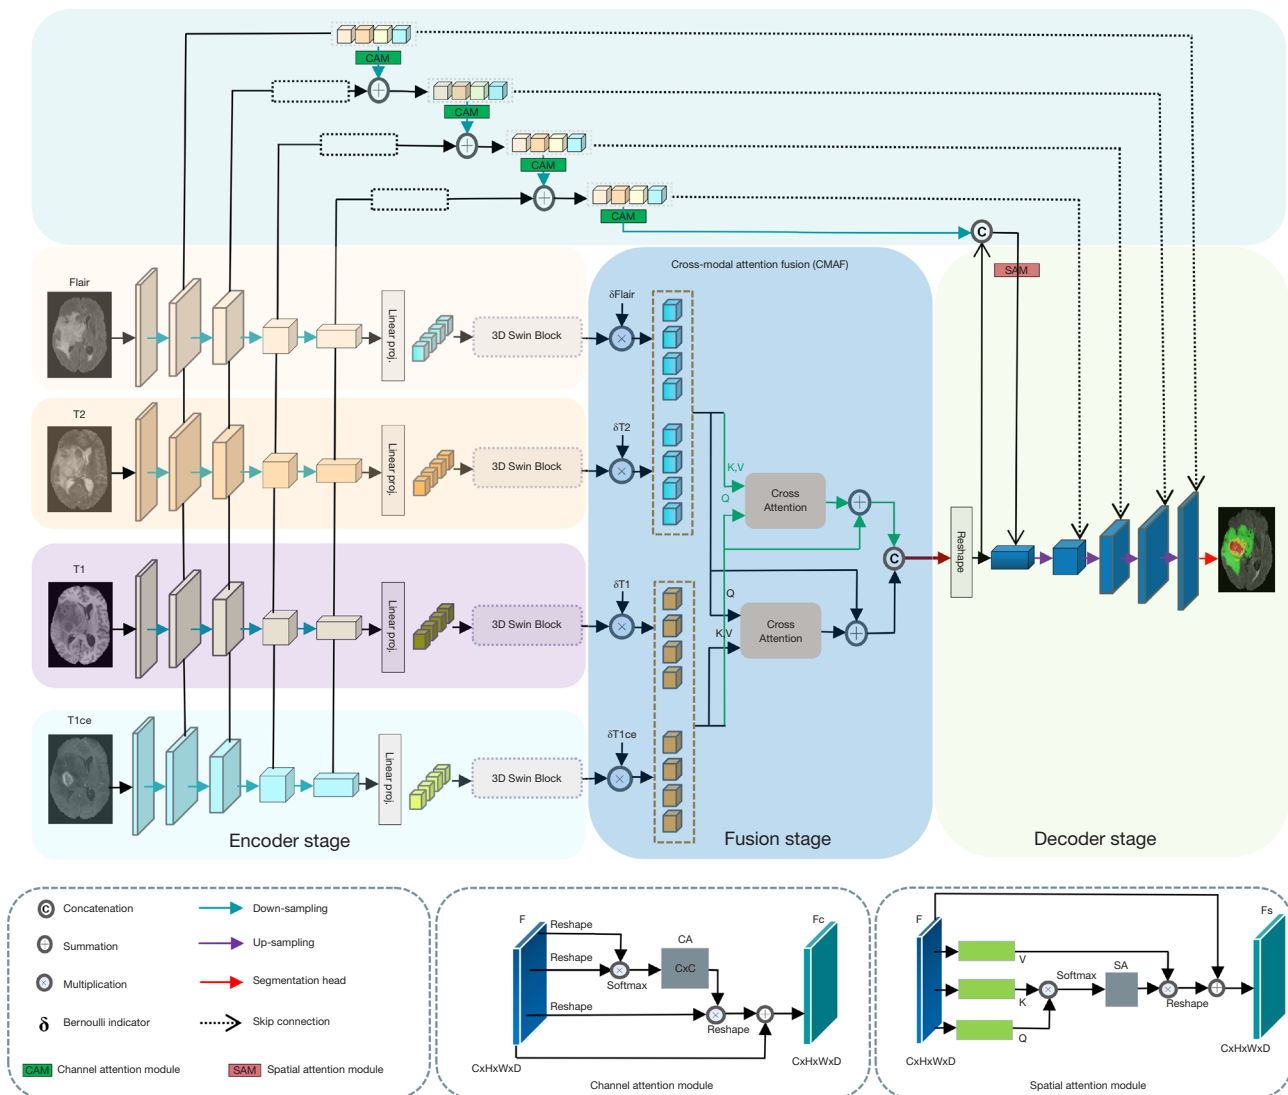 CAM
CAM
CAM
CAM
C
SAM
Flair
Linear proj.
3D Swin Block
Cross-modal attention fusion (CMAF)
δFlair
T2
Linear proj.
3D Swin Block
δT2
K,V
Q
Cross
Attention
C
Reshape
T1
Linear proj.
3D Swin Block
δT1
Q
K,V
Cross
Attention
T1ce
Linear proj.
3D Swin Block
δT1ce
Encoder stage
Fusion stage
Decoder stage
C Concatenation
Down-sampling
Summation
Up-sampling
Multiplication
Segmentation head
δ Bernoulli indicator
Skip connection
CAM Channel attention module
SAM Spatial attention module
F
Reshape
Reshape
Softmax
CA
CxC
Reshape
Reshape
Fc
CxHxWxD
CxHxWxD
Channel attention module
F
V
K
Q
Softmax
SA
Reshape
Fs
CxHxWxD
CxHxWxD
Spatial attention module